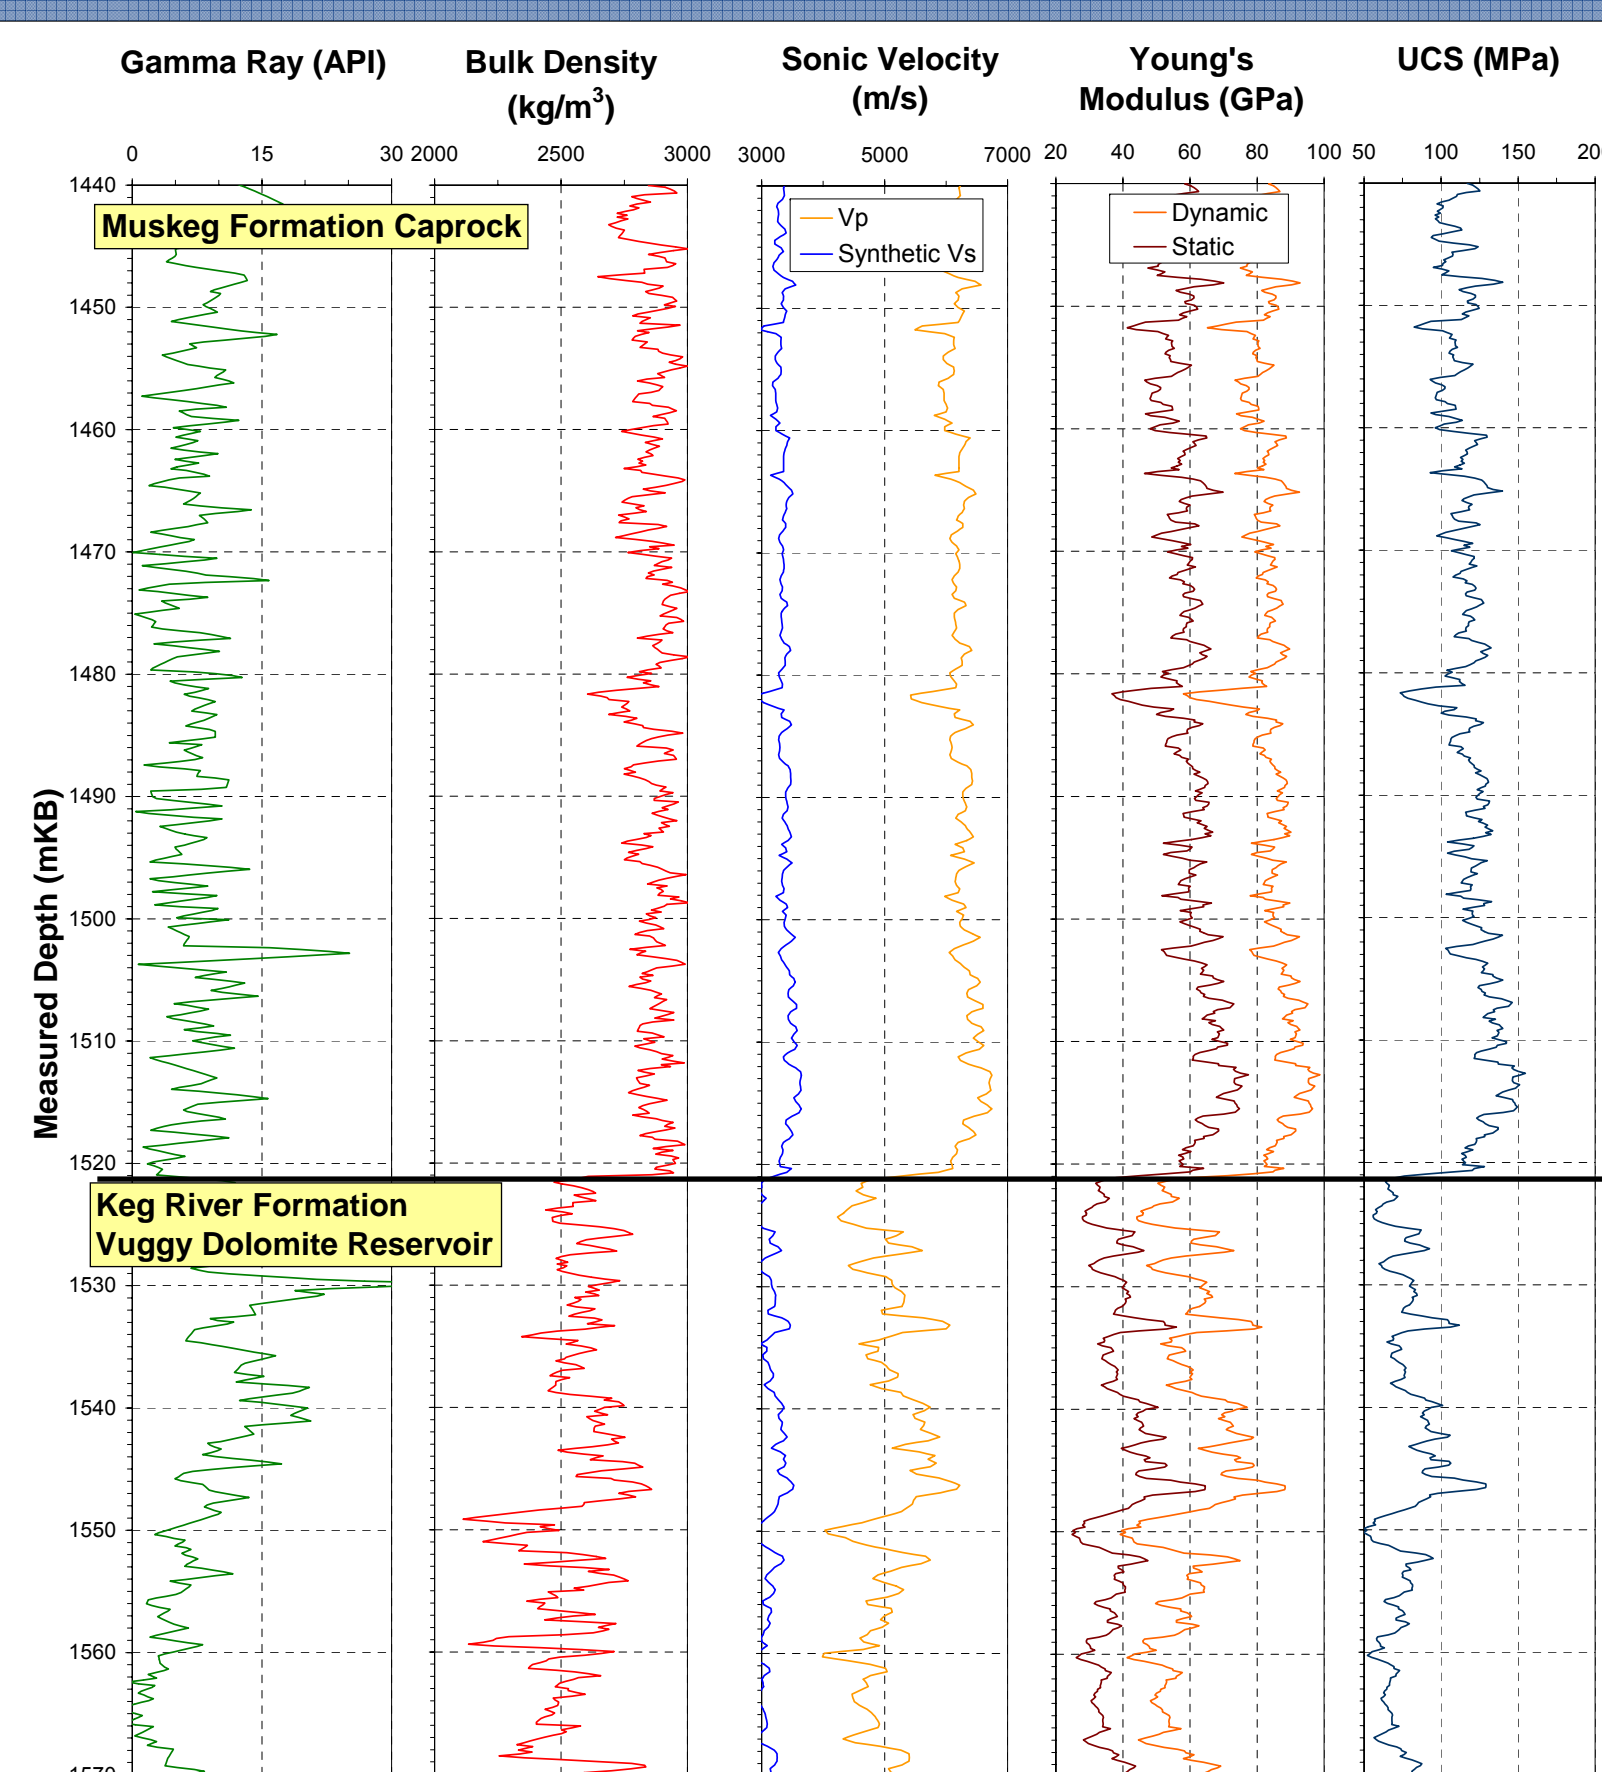 Gamma Ray (API)
Bulk Density
(kg/m³)
Sonic Velocity
(m/s)
Young's
Modulus (GPa)
UCS (MPa)
0 15 30
2000 2500 3000
3000 5000 7000
20 40 60 80 100
50 100 150
1440
Muskeg Formation Caprock
Vp
Synthetic Vs
Dynamic
Static
1450
1460
1470
1480
1490
1500
1510
1520
Measured Depth (mKB)
Keg River Formation
Vuggy Dolomite Reservoir
1530
1540
1550
1560
1570